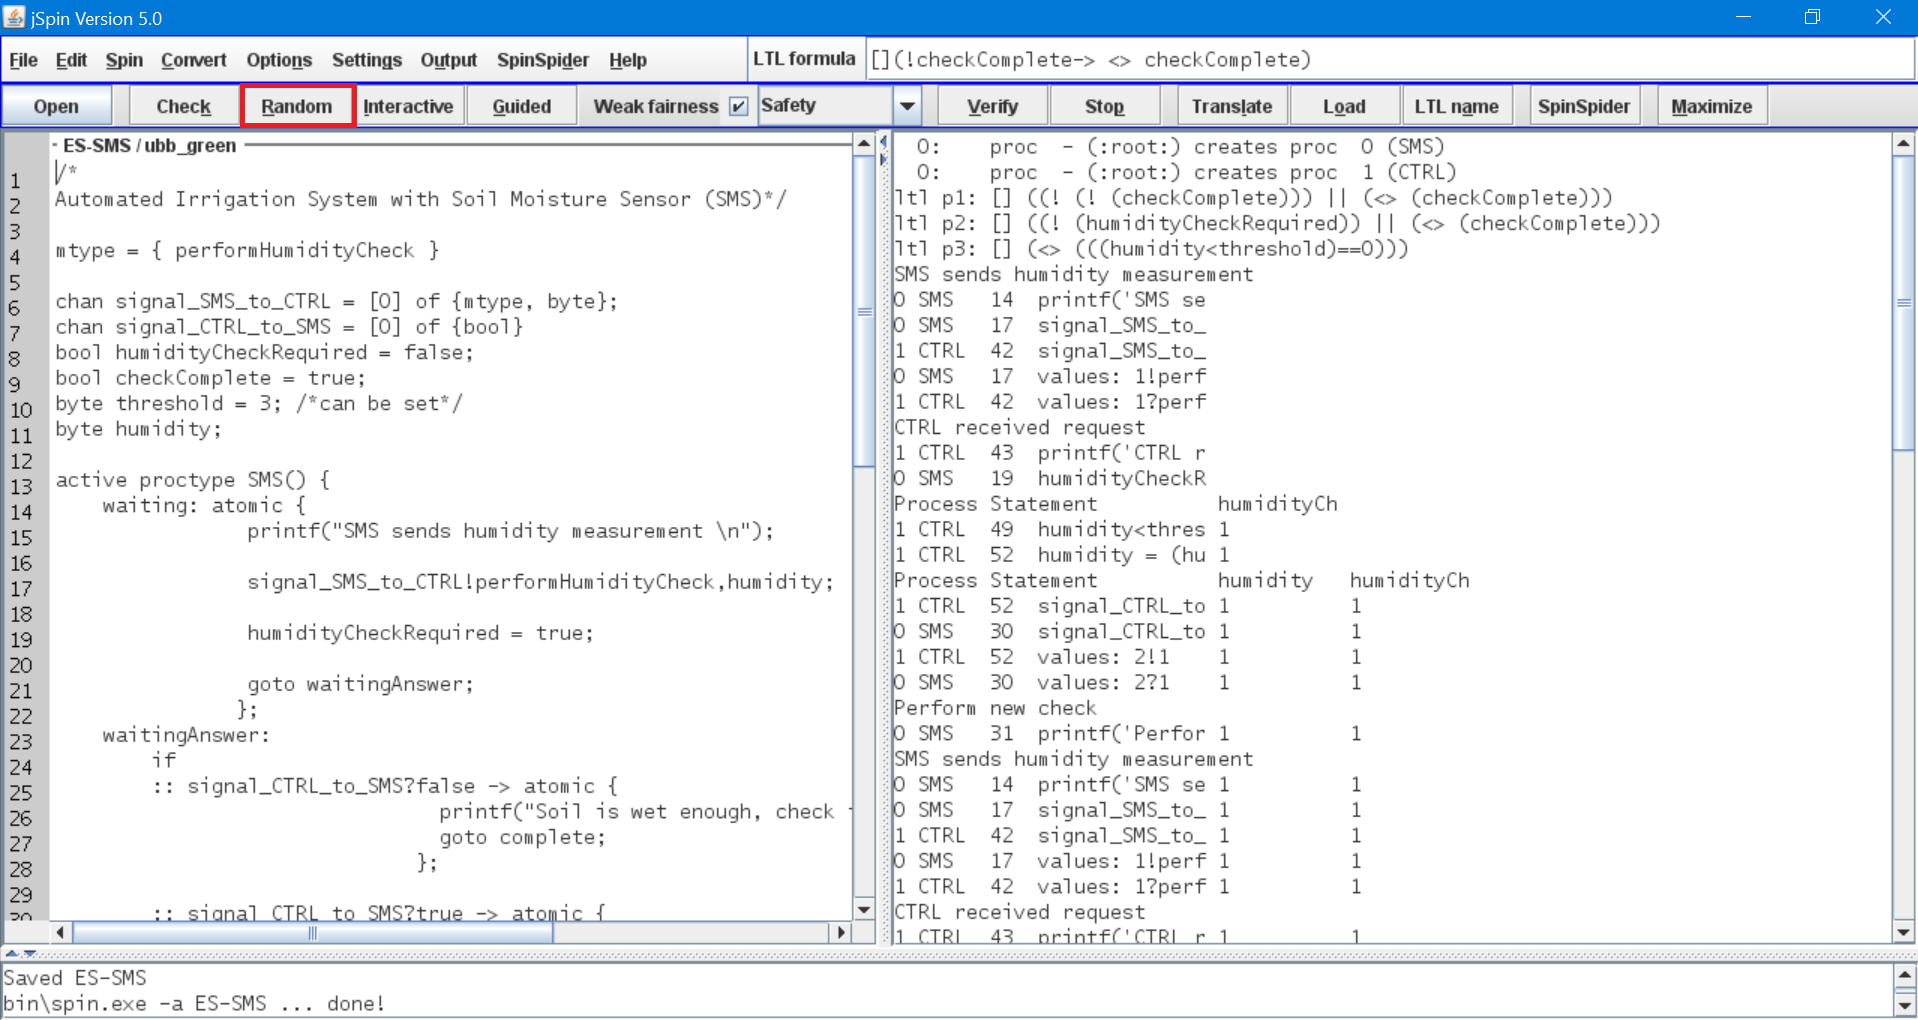 jSpin Version 5.0
File Edit Spin Convert Options Settings Output SpinSpider Help LTL formula [](!checkComplete-> <> checkComplete)
Open Check Random Interactive Guided Weak fairness Safety Verify Stop Translate Load LTL name SpinSpider Maximize
ES-SMS / ubb_green
1 /*
2 Automated Irrigation System with Soil Moisture Sensor (SMS)*/
3
4 mtype = { performHumidityCheck }
5
6 chan signal_SMS_to_CTRL = [0] of {mtype, byte};
7 chan signal_CTRL_to_SMS = [0] of {bool}
8 bool humidityCheckRequired = false;
9 bool checkComplete = true;
10 byte threshold = 3; /*can be set*/
11 byte humidity;
12
13 active proctype SMS() {
14 waiting: atomic {
15 printf("SMS sends humidity measurement \n");
16
17 signal_SMS_to_CTRL!performHumidityCheck,humidity;
18
19 humidityCheckRequired = true;
20
21 goto waitingAnswer;
22 };
23 waitingAnswer:
24 if
25 :: signal_CTRL_to_SMS?false -> atomic {
26 printf("Soil is wet enough, check
27 goto complete;
28 };
29
30 :: signal_CTRL_to_SMS?true -> atomic {
0: proc - (:root:) creates proc 0 (SMS)
0: proc - (:root:) creates proc 1 (CTRL)
ltl p1: [] ((! (! (checkComplete))) || (<> (checkComplete)))
ltl p2: [] ((! (humidityCheckRequired)) || (<> (checkComplete)))
ltl p3: [] (<> (((humidity<threshold)==0)))
SMS sends humidity measurement
0 SMS 14 printf('SMS se
0 SMS 17 signal_SMS_to_
1 CTRL 42 signal_SMS_to_
0 SMS 17 values: 1!perf
1 CTRL 42 values: 1?perf
CTRL received request
1 CTRL 43 printf('CTRL r
0 SMS 19 humidityCheckR
Process Statement humidityCh
1 CTRL 49 humidity<thres 1
1 CTRL 52 humidity = (hu 1
Process Statement humidity humidityCh
1 CTRL 52 signal_CTRL_to 1 1
0 SMS 30 signal_CTRL_to 1 1
1 CTRL 52 values: 2!1 1 1
0 SMS 30 values: 2?1 1 1
Perform new check
0 SMS 31 printf('Perfor 1 1
SMS sends humidity measurement
0 SMS 14 printf('SMS se 1 1
0 SMS 17 signal_SMS_to_ 1 1
1 CTRL 42 signal_SMS_to_ 1 1
0 SMS 17 values: 1!perf 1 1
1 CTRL 42 values: 1?perf 1 1
CTRL received request
1 CTRL 43 printf('CTRL r 1 1
Saved ES-SMS
bin\spin.exe -a ES-SMS ... done!